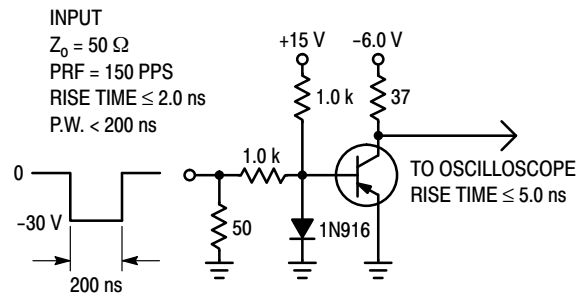 INPUT
Zo = 50 Ω
PRF = 150 PPS
RISE TIME ≤ 2.0 ns
P.W. < 200 ns
+15 V
−6.0 V
1.0 k
37
0
1.0 k
TO OSCILLOSCOPE
RISE TIME ≤ 5.0 ns
−30 V
50
1N916
200 ns